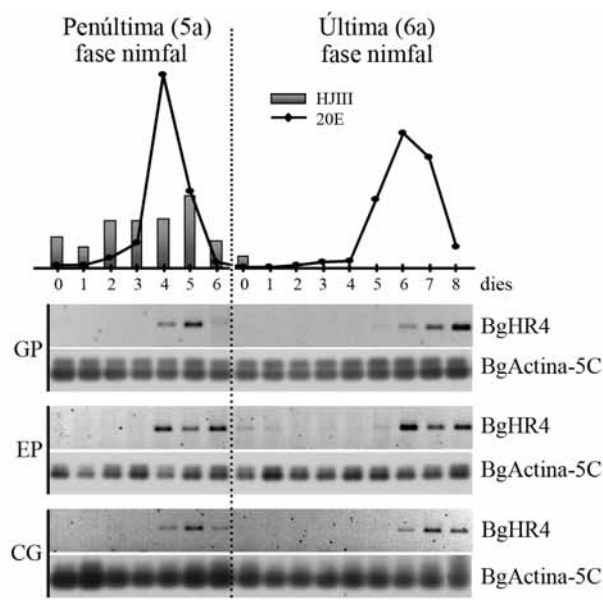 Penúltima (5a)
fase nimfal
Última (6a)
fase nimfal
HJIII
20E
0 1 2 3 4 5 6 0 1 2 3 4 5 6 7 8 dies
GP
BgHR4
BgActina-5C
EP
BgHR4
BgActina-5C
CG
BgHR4
BgActina-5C